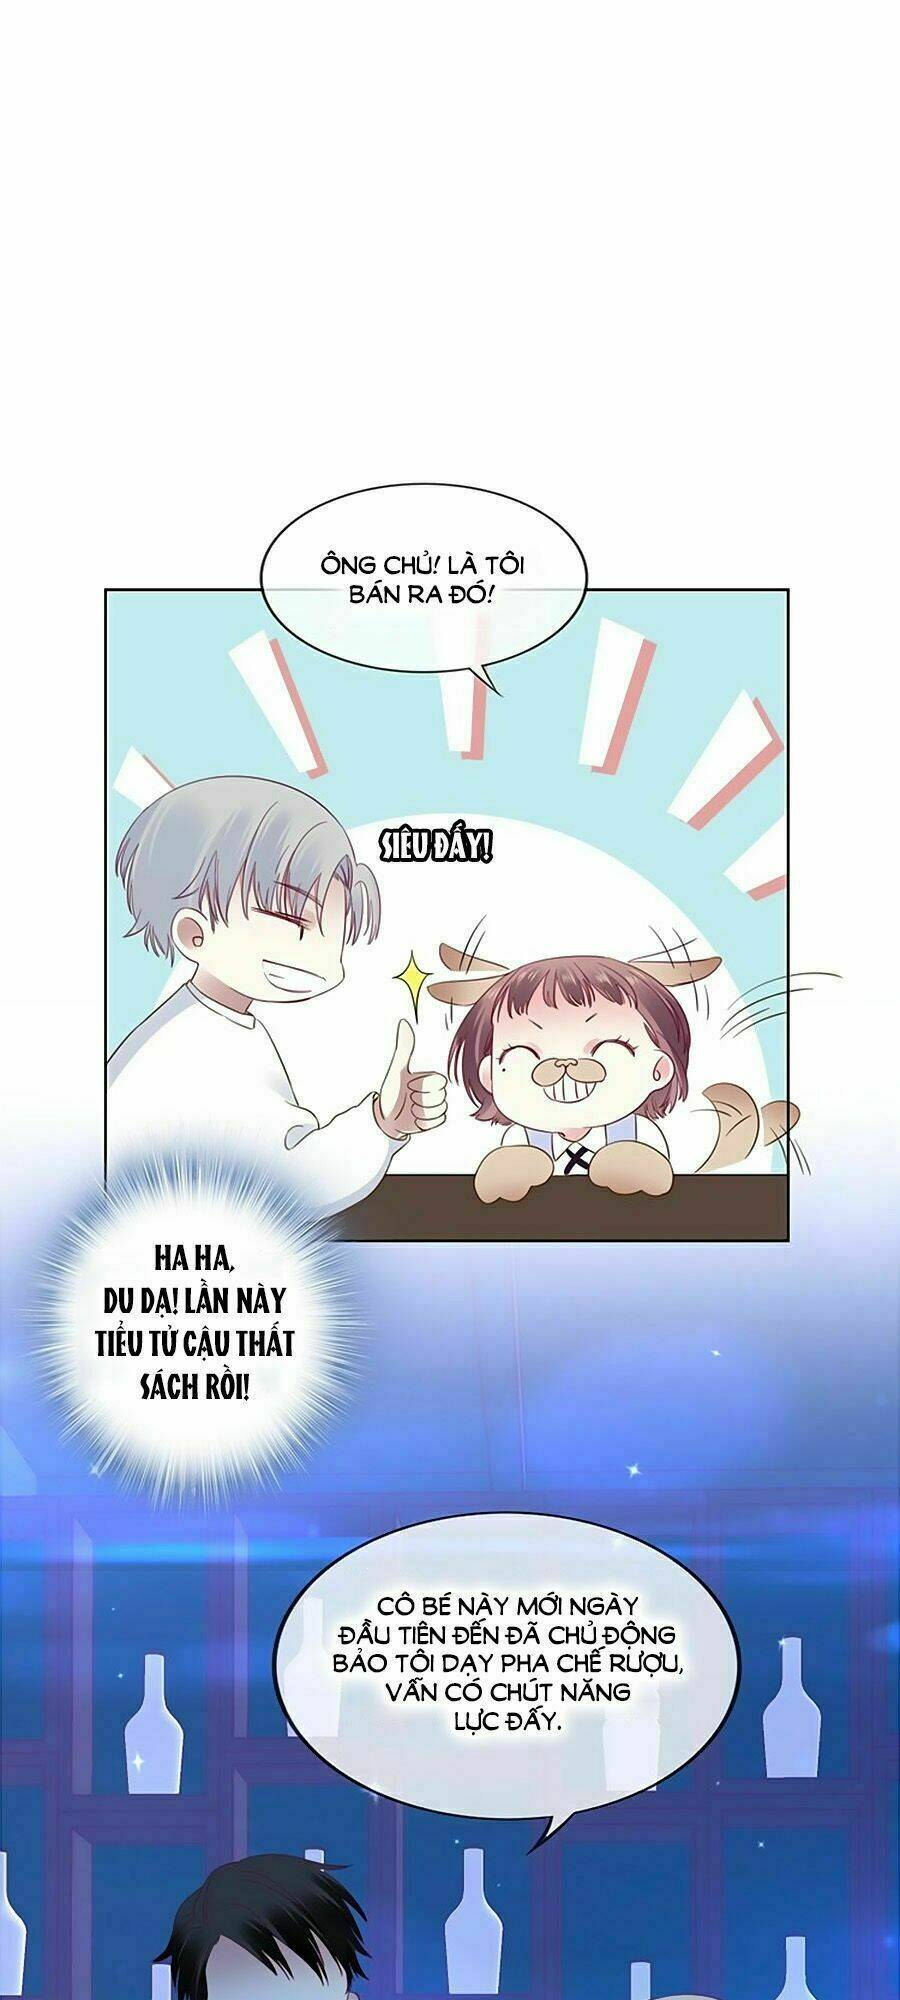 ÔNG CHỦ! LÀ TÔI
BÁN RA ĐÓ!
SIÊU ĐẤY!
HA HA,
DU DẠ! LẦN NÀY
TIỂU TỬ CẬU THẤT
SÁCH RỒI!
CÔ BÉ NÀY MỚI NGÀY
ĐẦU TIÊN ĐẾN ĐÃ CHỦ ĐỘNG
BẢO TÔI DẠY PHA CHẾ RƯỢU,
VẪN CÓ CHÚT NĂNG
LỰC ĐẤY.